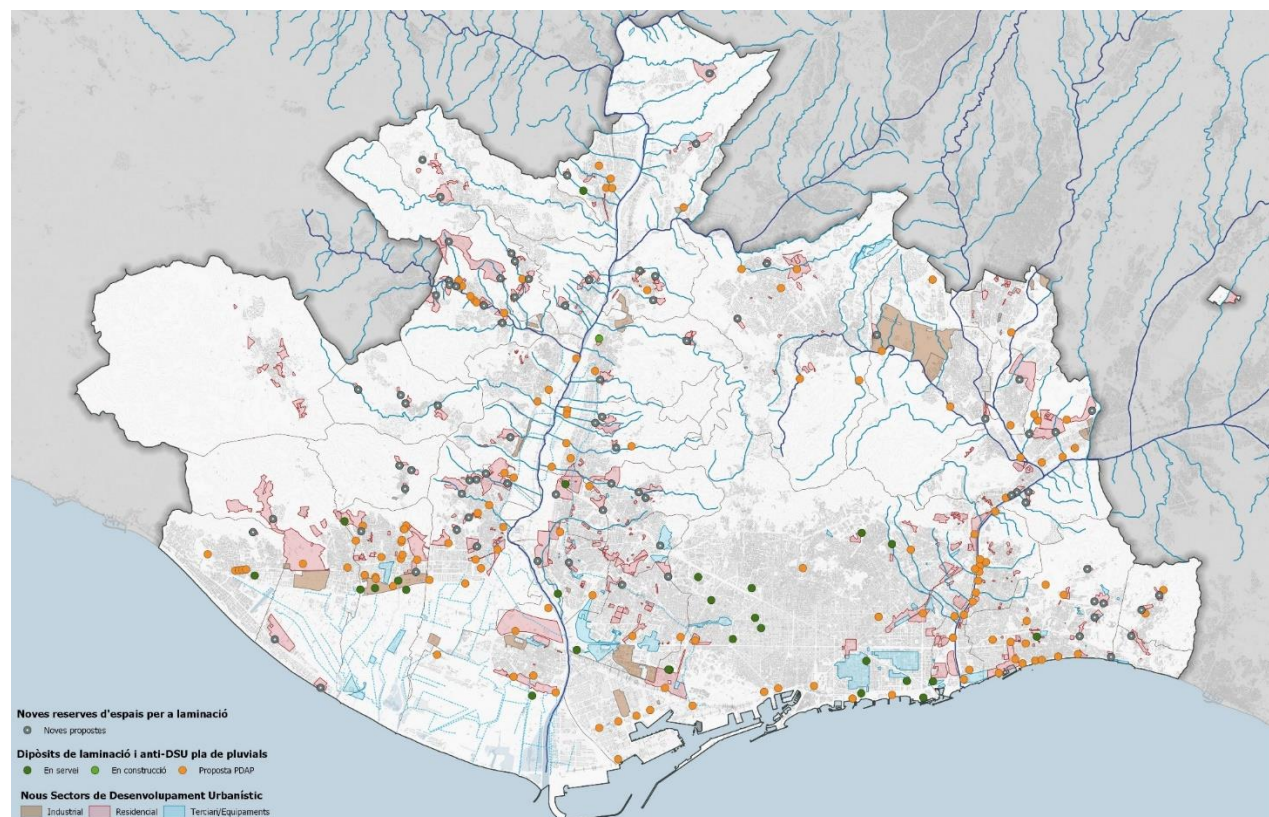 Noves reserves d'espais per a laminació
Noves propostes
Dipòsits de laminació i anti-DSU pla de pluvials
En servei En construcció Proposta PDAP
Nous Sectors de Desenvolupament Urbanístic
Industrial Residencial Terciari/Equipaments